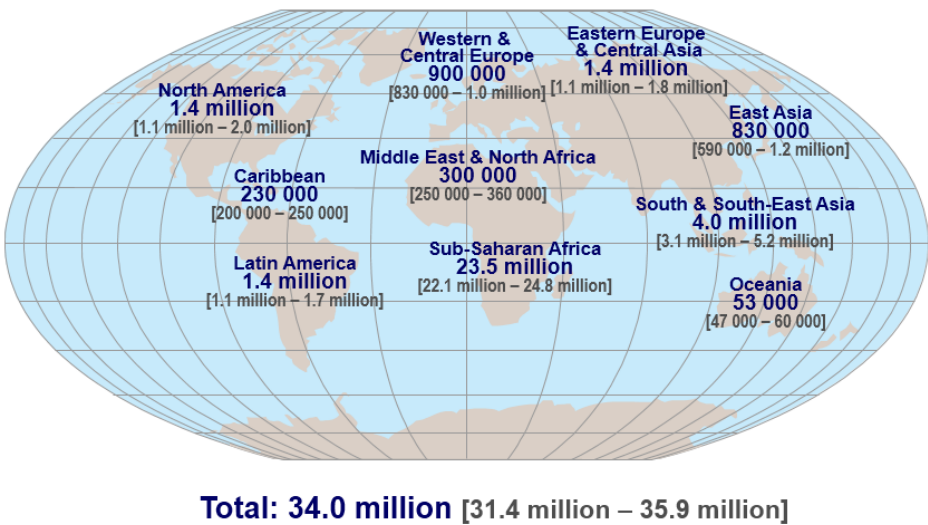 Western &
Central Europe
900 000
[830 000 – 1.0 million]
Eastern Europe
& Central Asia
1.4 million
[1.1 million – 1.8 million]
North America
1.4 million
[1.1 million – 2.0 million]
East Asia
830 000
[590 000 – 1.2 million]
Middle East & North Africa
300 000
[250 000 – 360 000]
Caribbean
230 000
[200 000 – 250 000]
South & South-East Asia
4.0 million
[3.1 million – 5.2 million]
Sub-Saharan Africa
23.5 million
[22.1 million – 24.8 million]
Latin America
1.4 million
[1.1 million – 1.7 million]
Oceania
53 000
[47 000 – 60 000]
Total: 34.0 million [31.4 million – 35.9 million]